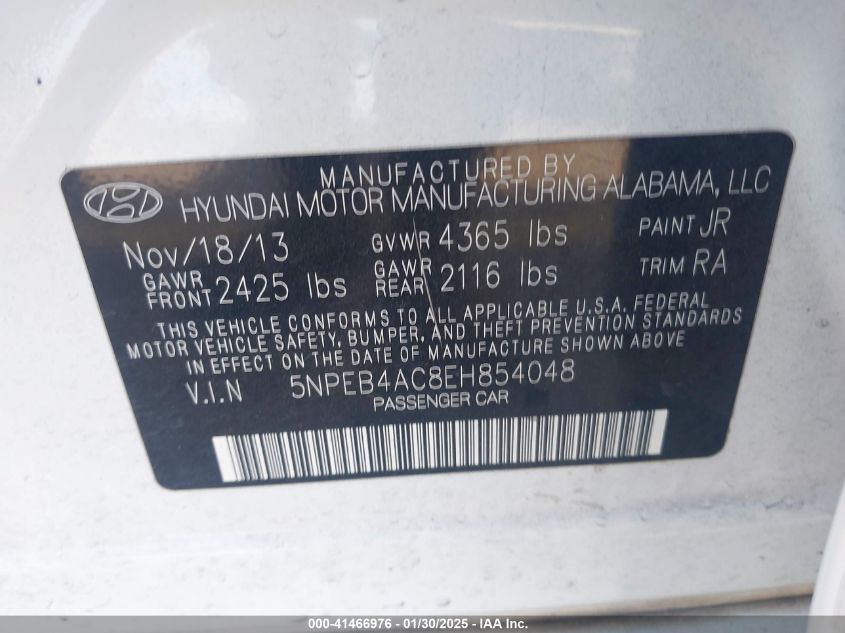 MANUFACTURED BY
HYUNDAI MOTOR MANUFACTURING ALABAMA, LLC
Nov/18/13 GVWR 4365 lbs PAINT JR
GAWR FRONT 2425 lbs GAWR REAR 2116 lbs TRIM RA
THIS VEHICLE CONFORMS TO ALL APPLICABLE U.S.A. FEDERAL
MOTOR VEHICLE SAFETY, BUMPER, AND THEFT PREVENTION STANDARDS
IN EFFECT ON THE DATE OF MANUFACTURE SHOWN ABOVE.
V.I.N 5NPEB4AC8EH854048
PASSENGER CAR
000-41466976 - 01/30/2025 - IAA Inc.